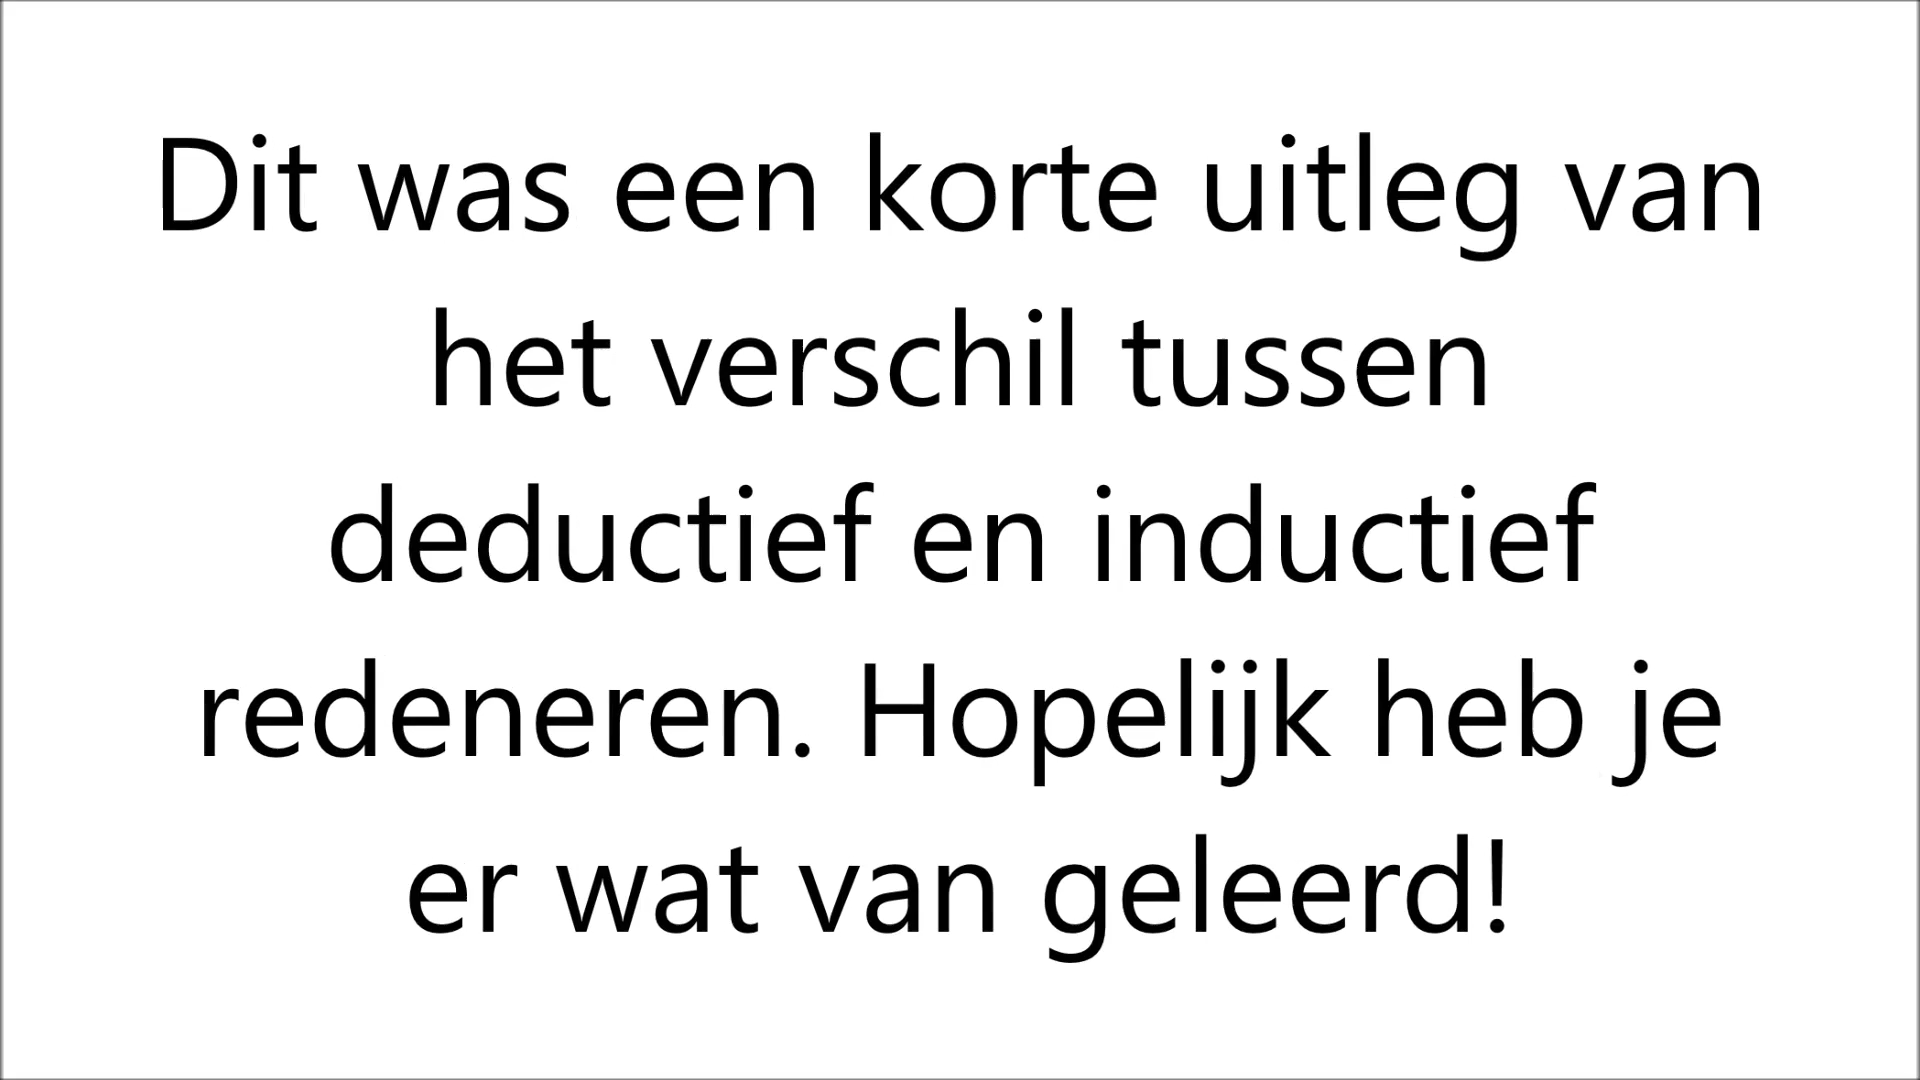 Dit was een korte uitleg van
het verschil tussen
deductief en inductief
redeneren. Hopelijk heb je
er wat van geleerd!